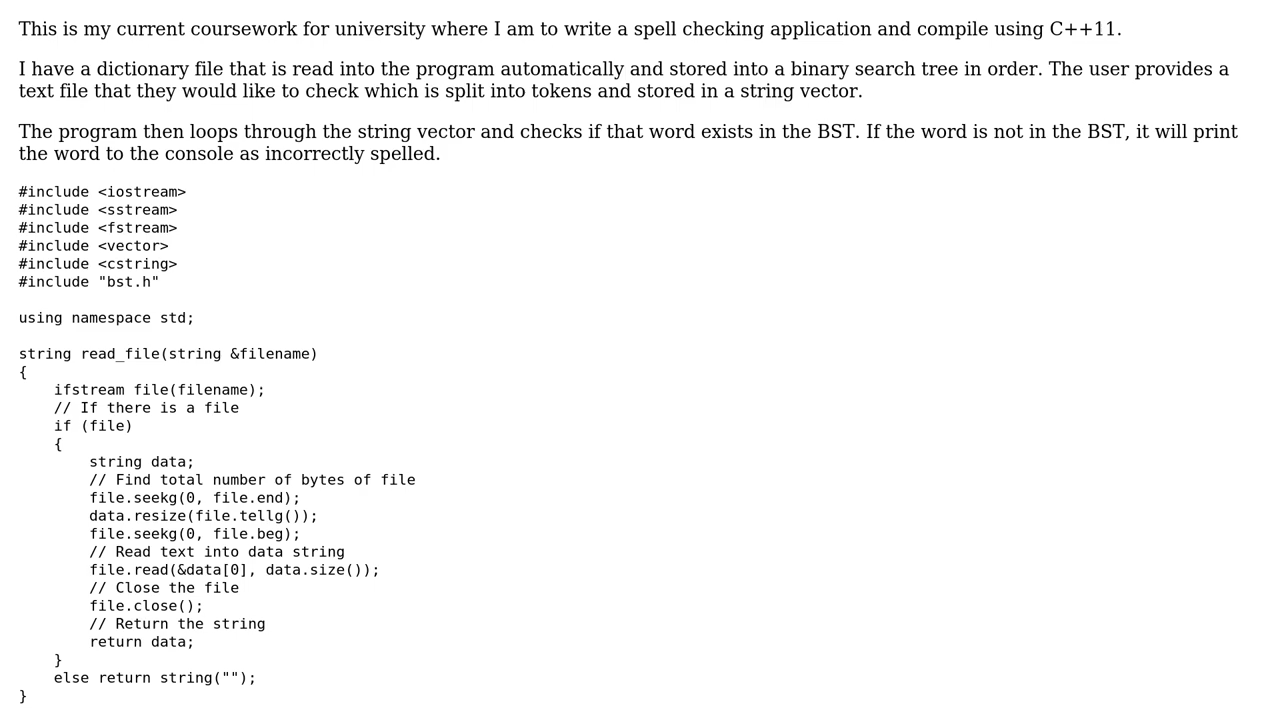 This is my current coursework for university where I am to write a spell checking application and compile using C++11.
I have a dictionary file that is read into the program automatically and stored into a binary search tree in order. The user provides a
text file that they would like to check which is split into tokens and stored in a string vector.
The program then loops through the string vector and checks if that word exists in the BST. If the word is not in the BST, it will print
the word to the console as incorrectly spelled.
#include <iostream>
#include <sstream>
#include <fstream>
#include <vector>
#include <cstring>
#include "bst.h"
using namespace std;
string read_file(string &filename)
{
    ifstream file(filename);
    // If there is a file
    if (file)
    {
        string data;
        // Find total number of bytes of file
        file.seekg(0, file.end);
        data.resize(file.tellg());
        file.seekg(0, file.beg);
        // Read text into data string
        file.read(&data[0], data.size());
        // Close the file
        file.close();
        // Return the string
        return data;
    }
    else return string("");
}